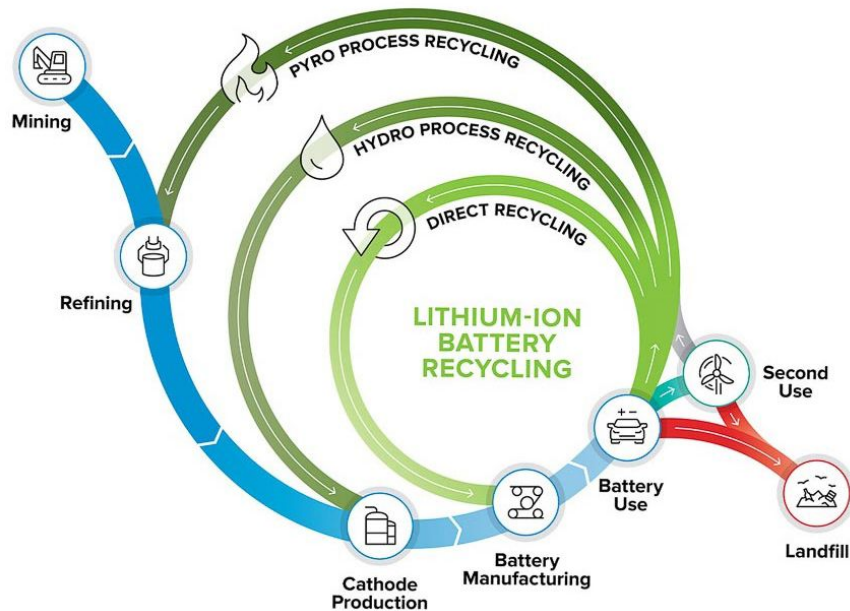 PYRO PROCESS RECYCLING
Mining
HYDRO PROCESS RECYCLING
DIRECT RECYCLING
Refining
LITHIUM-ION
BATTERY
RECYCLING
Second
Use
Battery
Use
Landfill
Battery
Manufacturing
Cathode
Production